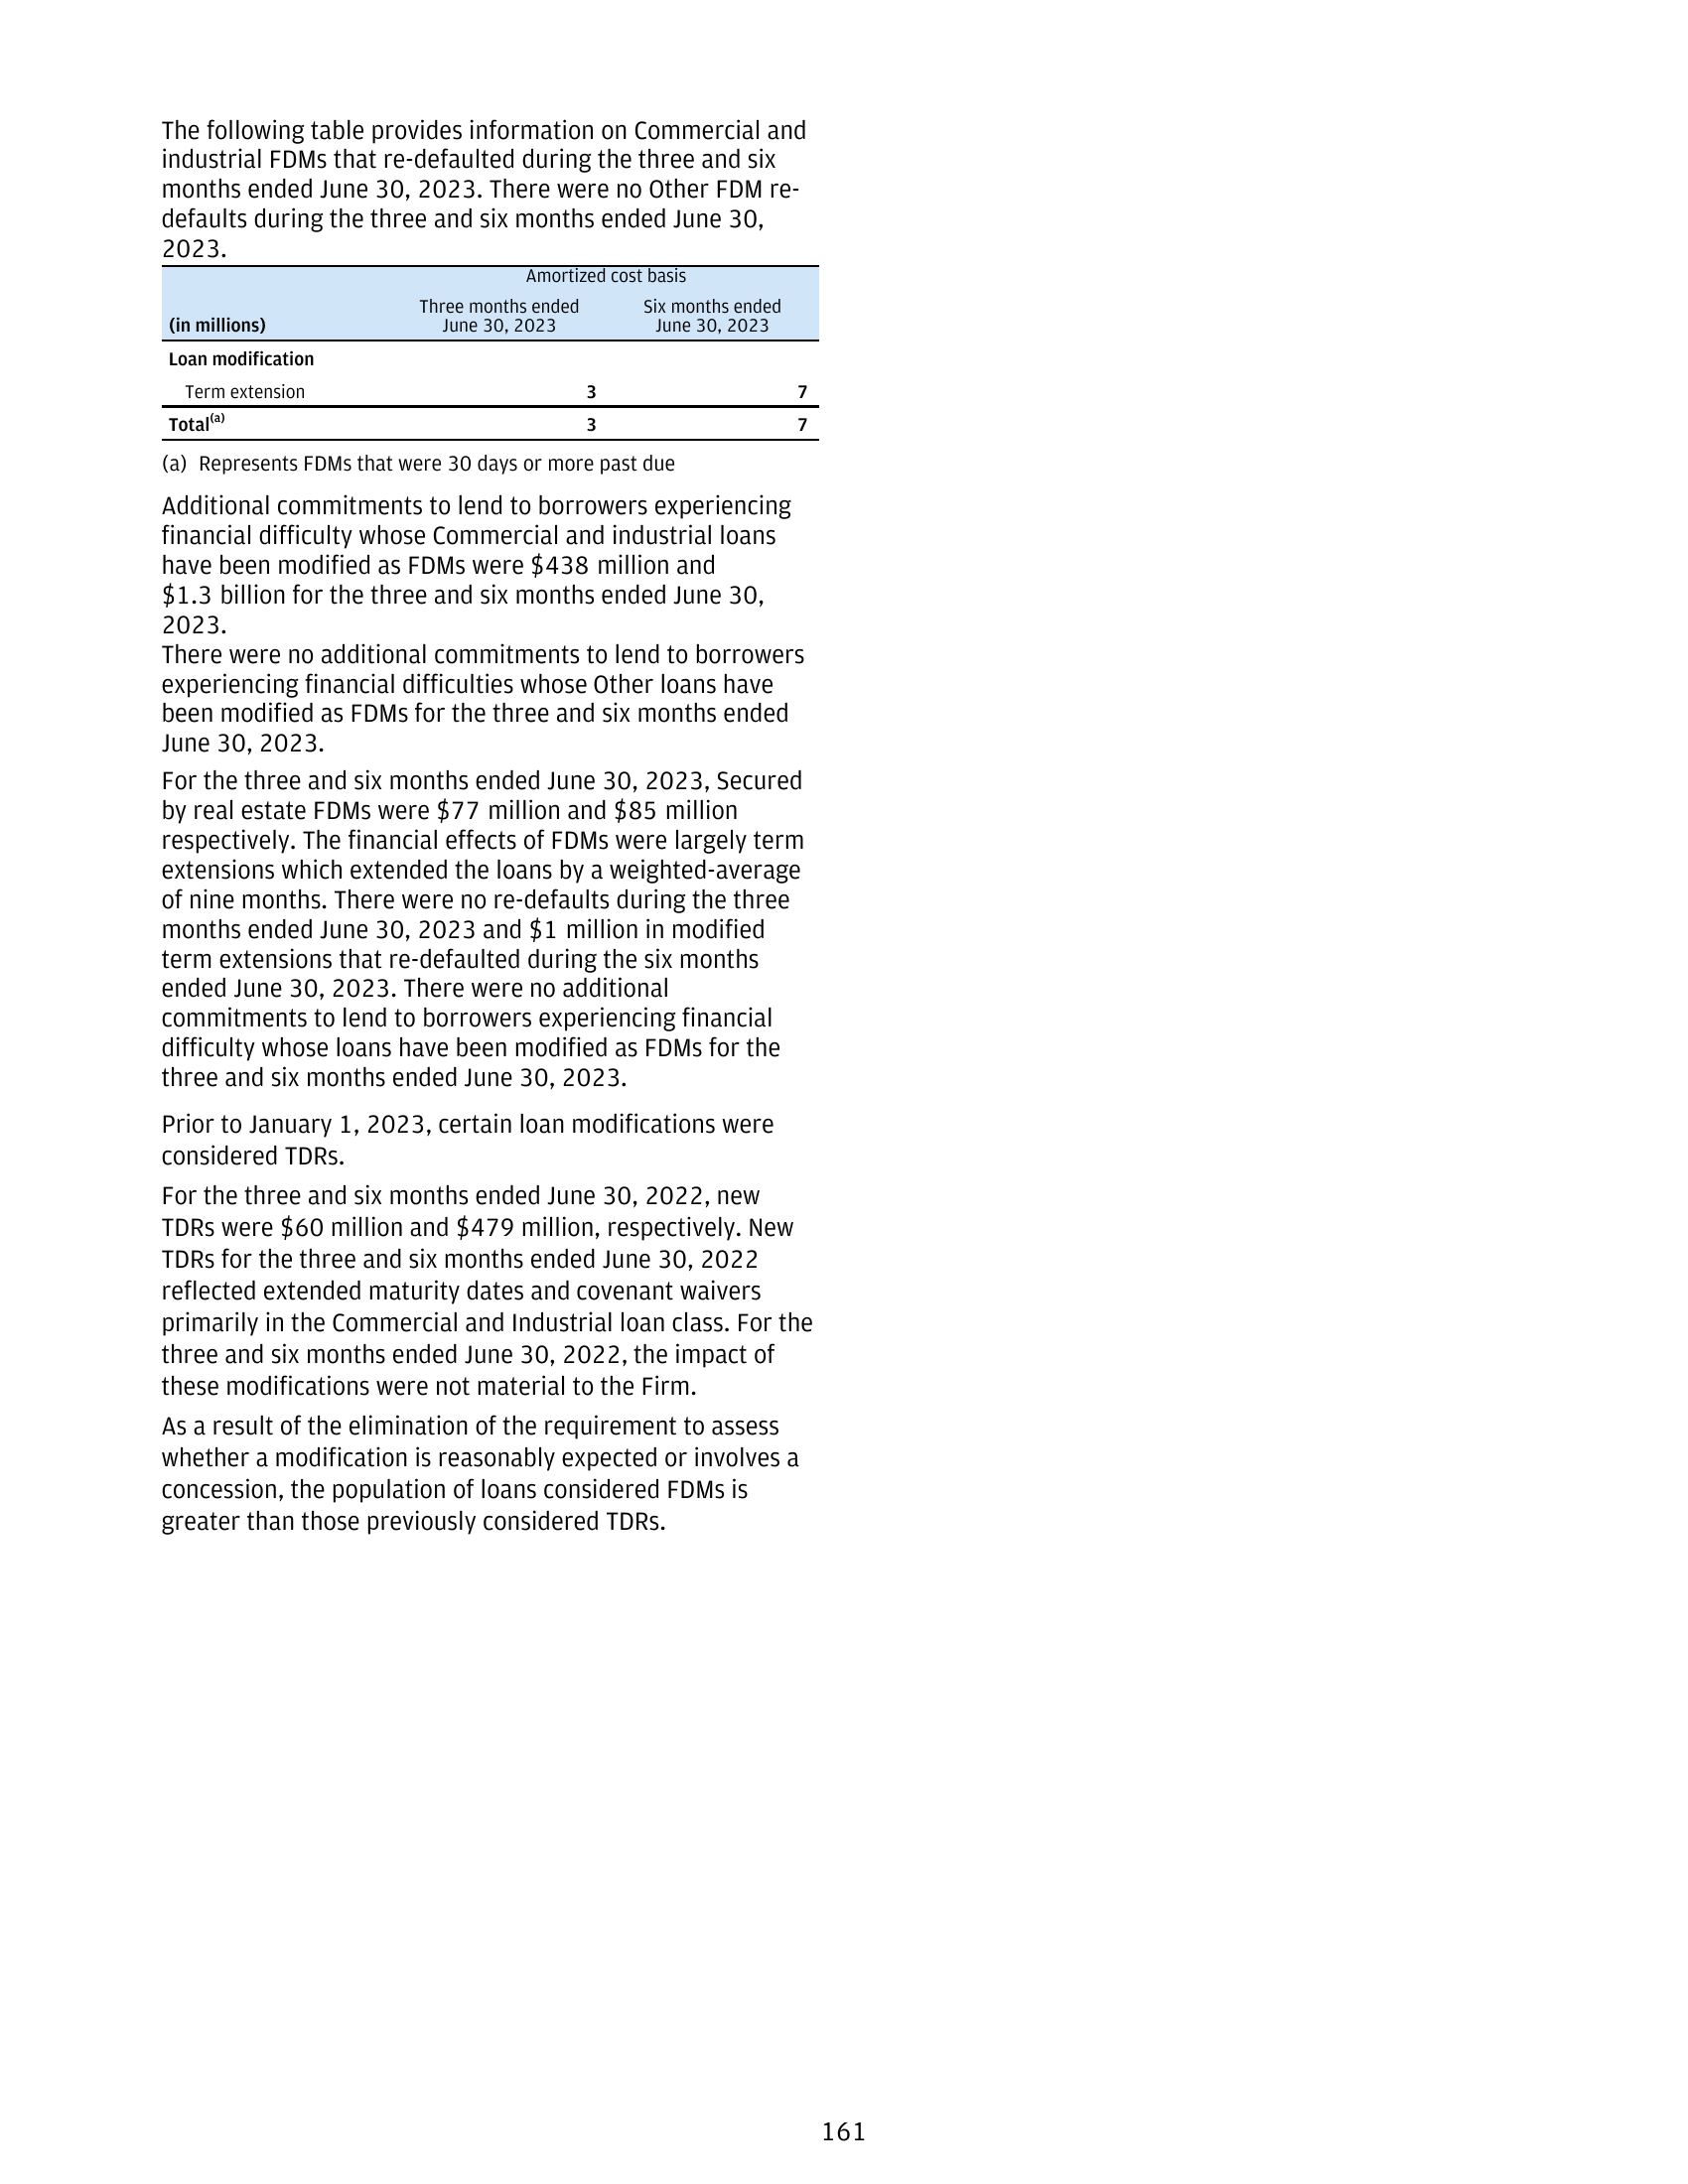 The following table provides information on Commercial and
industrial FDMs that re-defaulted during the three and six
months ended June 30, 2023. There were no Other FDM re-
defaults during the three and six months ended June 30,
2023.
Amortized cost basis
(in millions) Three months ended June 30, 2023 Six months ended June 30, 2023
Loan modification
Term extension 3 7
Total(a) 3 7
(a) Represents FDMs that were 30 days or more past due
Additional commitments to lend to borrowers experiencing
financial difficulty whose Commercial and industrial loans
have been modified as FDMs were $438 million and
$1.3 billion for the three and six months ended June 30,
2023.
There were no additional commitments to lend to borrowers
experiencing financial difficulties whose Other loans have
been modified as FDMs for the three and six months ended
June 30, 2023.
For the three and six months ended June 30, 2023, Secured
by real estate FDMs were $77 million and $85 million
respectively. The financial effects of FDMs were largely term
extensions which extended the loans by a weighted-average
of nine months. There were no re-defaults during the three
months ended June 30, 2023 and $1 million in modified
term extensions that re-defaulted during the six months
ended June 30, 2023. There were no additional
commitments to lend to borrowers experiencing financial
difficulty whose loans have been modified as FDMs for the
three and six months ended June 30, 2023.
Prior to January 1, 2023, certain loan modifications were
considered TDRs.
For the three and six months ended June 30, 2022, new
TDRs were $60 million and $479 million, respectively. New
TDRs for the three and six months ended June 30, 2022
reflected extended maturity dates and covenant waivers
primarily in the Commercial and Industrial loan class. For the
three and six months ended June 30, 2022, the impact of
these modifications were not material to the Firm.
As a result of the elimination of the requirement to assess
whether a modification is reasonably expected or involves a
concession, the population of loans considered FDMs is
greater than those previously considered TDRs.
161